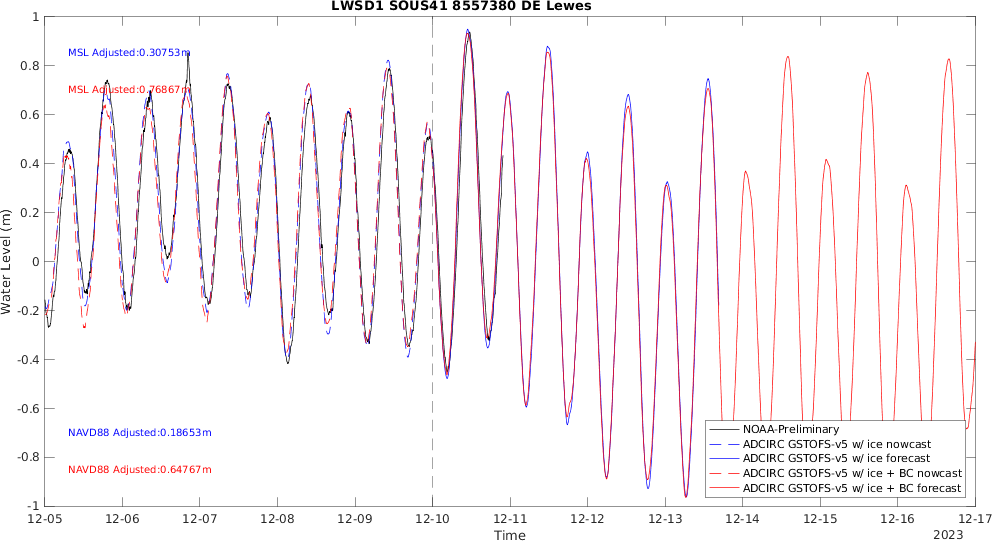 LWSD1 SOUS41 8557380 DE Lewes
1
0.8
0.6
0.4
0.2
0
-0.2
-0.4
-0.6
-0.8
-1
Water Level (m)
MSL Adjusted:0.30753m
MSL Adjusted:0.76867m
NAVD88 Adjusted:0.18653m
NAVD88 Adjusted:0.64767m
NOAA-Preliminary
ADCIRC GSTOFS-v5 w/ ice nowcast
ADCIRC GSTOFS-v5 w/ ice forecast
ADCIRC GSTOFS-v5 w/ ice + BC nowcast
ADCIRC GSTOFS-v5 w/ ice + BC forecast
12-05 12-06 12-07 12-08 12-09 12-10 12-11 12-12 12-13 12-14 12-15 12-16 12-17
Time
2023